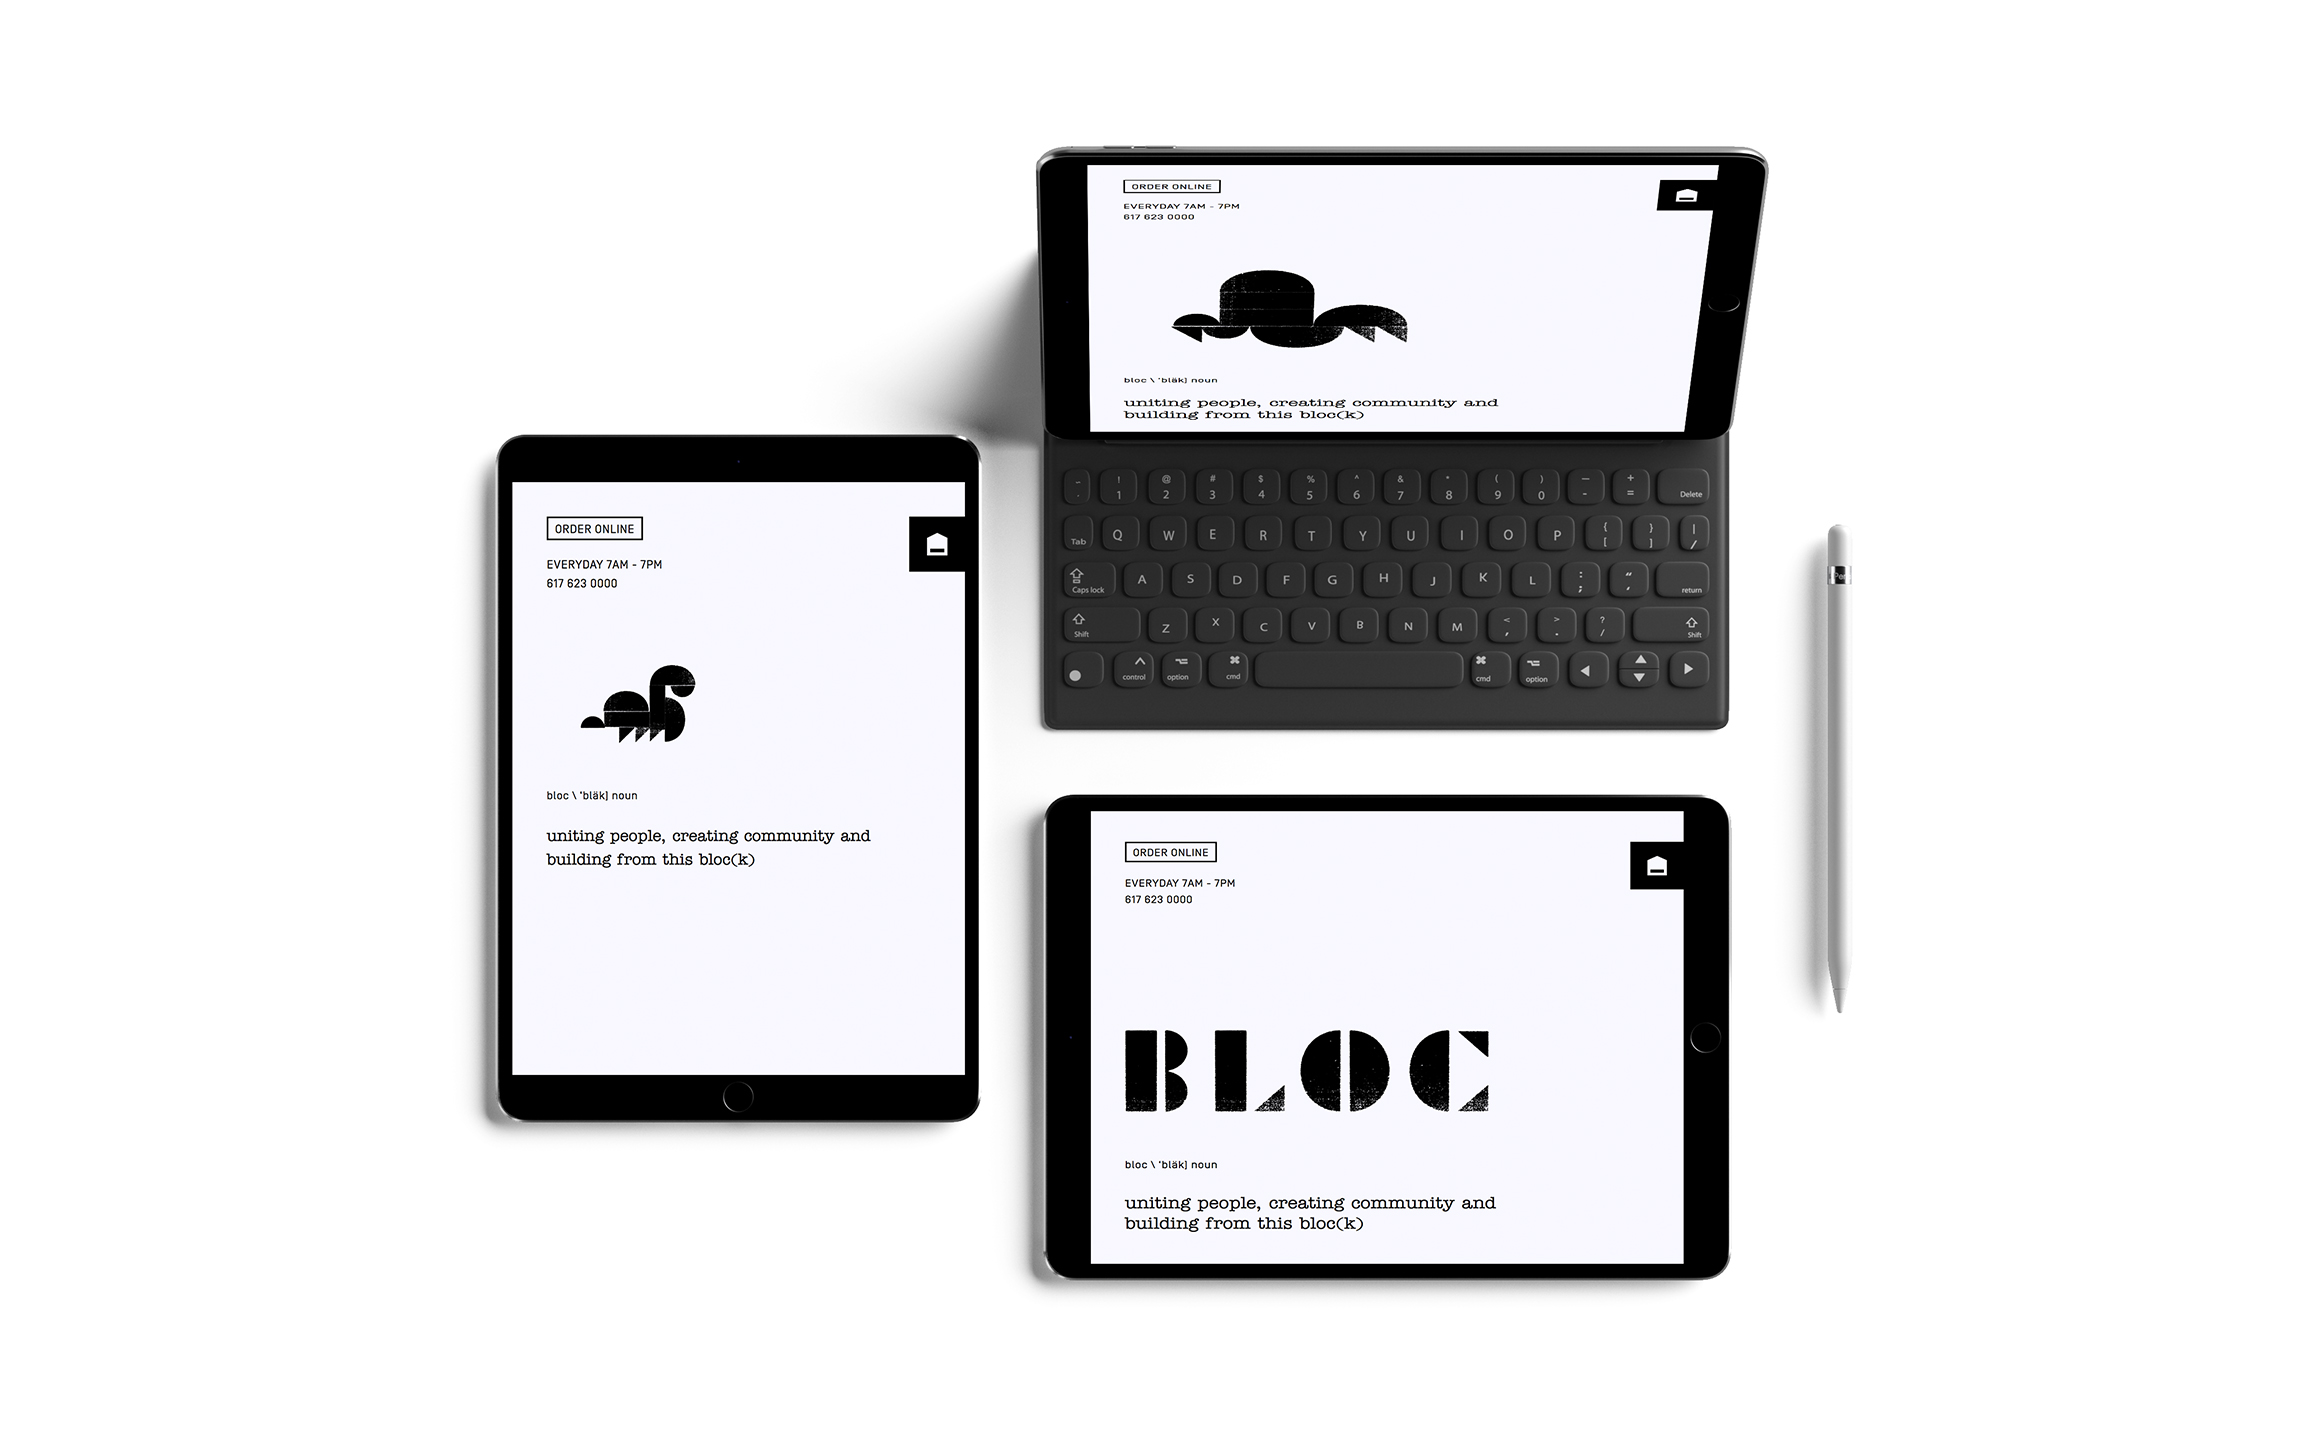 ORDER ONLINE
EVERYDAY 7AM - 7PM
617 623 0000
bloc \ 'bläk] noun
uniting people, creating community and
building from this bloc(k)
~ ! @ # $ % ^ & * ( ) — +
` 1 2 3 4 5 6 7 8 9 0 - = Delete
Tab Q W E R T Y U I O P { [ } ] | /
Caps lock A S D F G H J K L : ; “ ‘ return
Shift Z X C V B N M < , > . ? / Shift
control option cmd cmd option
ORDER ONLINE
EVERYDAY 7AM - 7PM
617 623 0000
bloc \ 'bläk] noun
uniting people, creating community and
building from this bloc(k)
ORDER ONLINE
EVERYDAY 7AM - 7PM
617 623 0000
BLOC
bloc \ 'bläk] noun
uniting people, creating community and
building from this bloc(k)